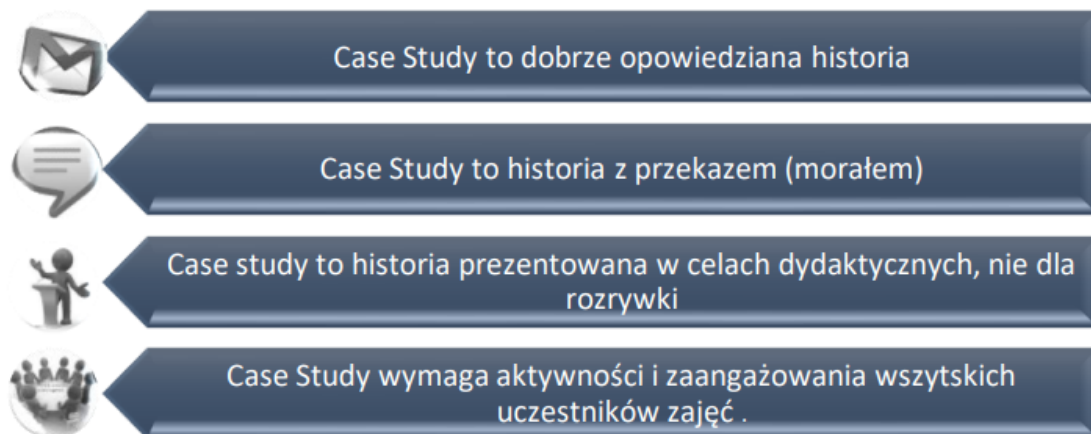 Case Study to dobrze opowiedziana historia
Case Study to historia z przekazem (morałem)
Case study to historia prezentowana w celach dydaktycznych, nie dla
rozrywki
Case Study wymaga aktywności i zaangażowania wszytskich
uczestników zajęć .